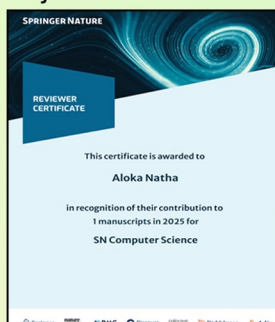 SPRINGER NATURE
REVIEWER
CERTIFICATE
This certificate is awarded to
Aloka Natha
in recognition of their contribution to
1 manuscripts in 2025 for
SN Computer Science